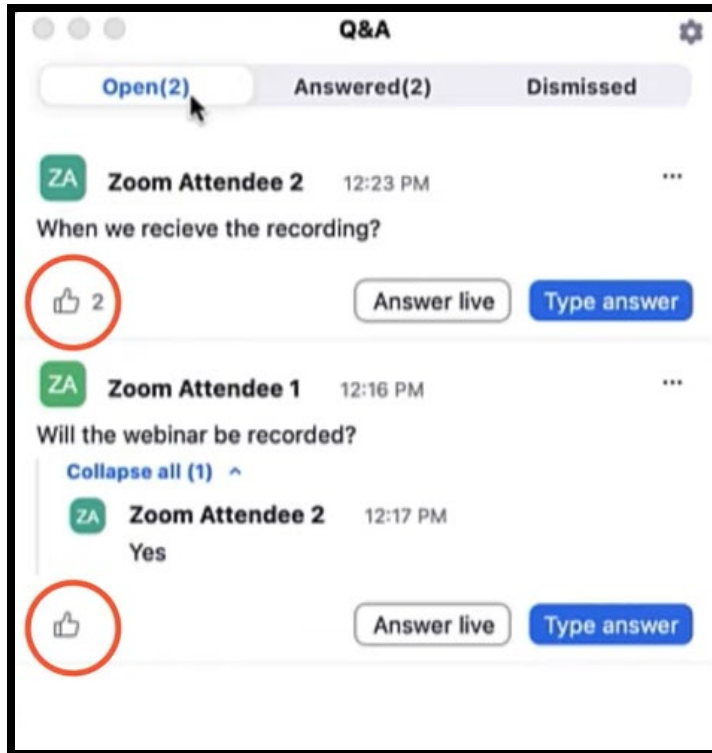 Q&A
Open(2) Answered(2) Dismissed
ZA Zoom Attendee 2 12:23 PM
When we recieve the recording?
2 Answer live Type answer
ZA Zoom Attendee 1 12:16 PM
Will the webinar be recorded?
Collapse all (1)
ZA Zoom Attendee 2 12:17 PM
Yes
Answer live Type answer